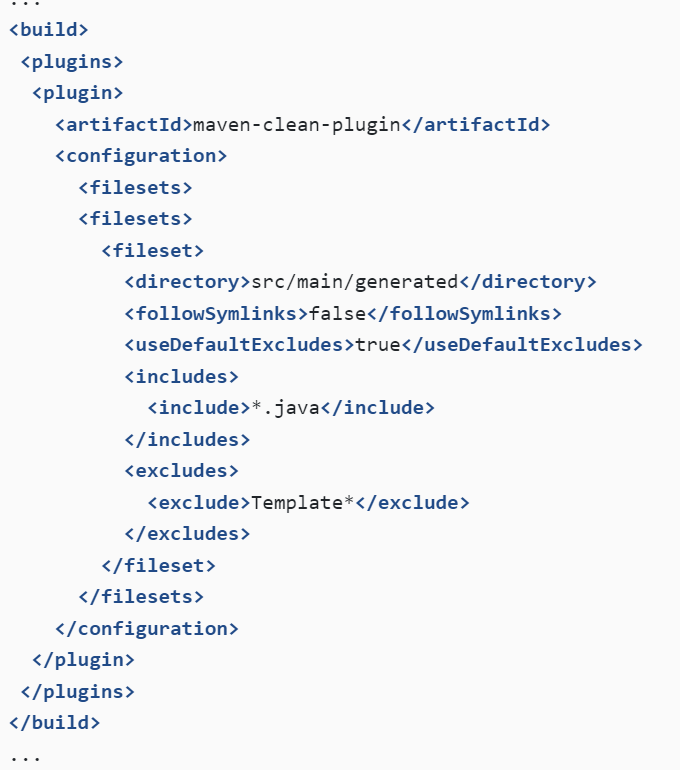 ...
<build>
 <plugins>
  <plugin>
    <artifactId>maven-clean-plugin</artifactId>
    <configuration>
      <filesets>
      <filesets>
        <fileset>
          <directory>src/main/generated</directory>
          <followSymlinks>false</followSymlinks>
          <useDefaultExcludes>true</useDefaultExcludes>
          <includes>
            <include>*.java</include>
          </includes>
          <excludes>
            <exclude>Template*</exclude>
          </excludes>
        </fileset>
      </filesets>
    </configuration>
  </plugin>
 </plugins>
</build>
...